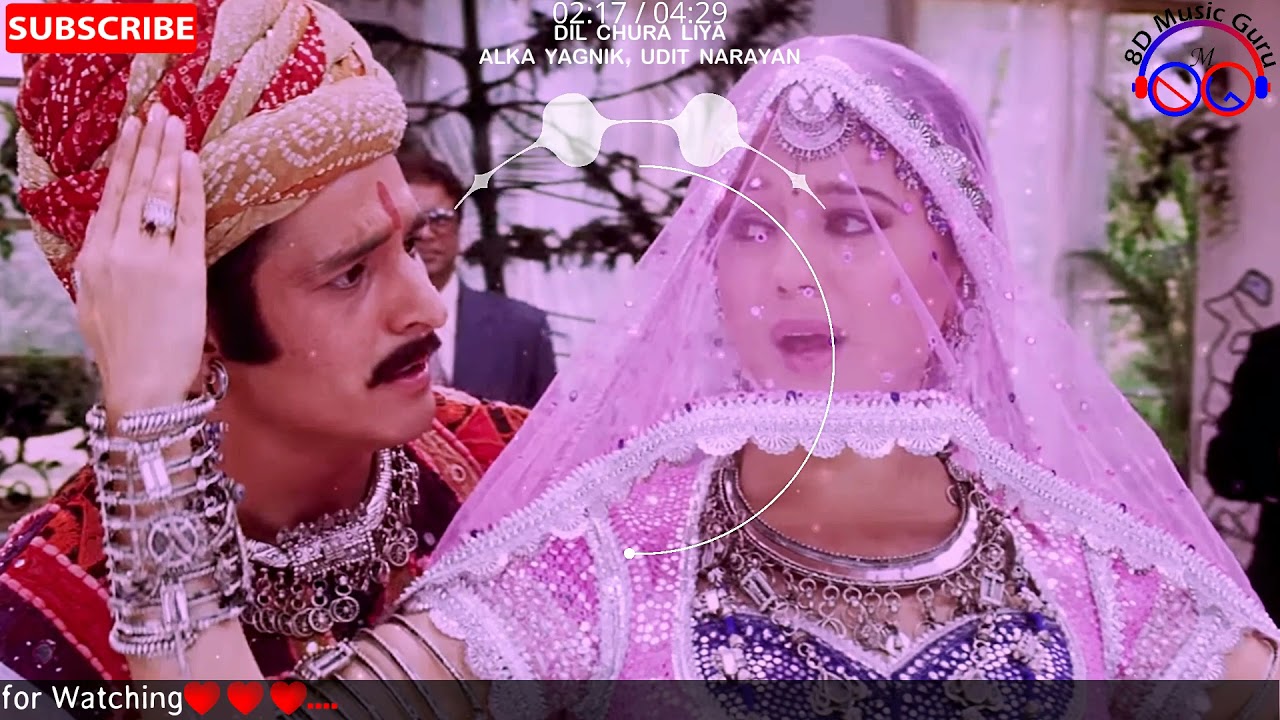 SUBSCRIBE
02:17 / 04:29
DIL CHURA LIYA
ALKA YAGNIK, UDIT NARAYAN
8D Music Guru
M
for Watching❤❤❤....